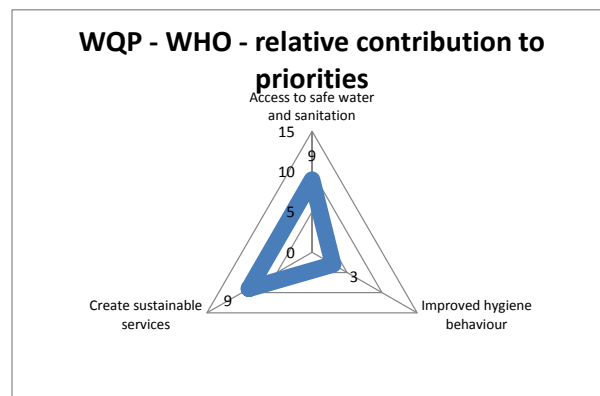 WQP - WHO - relative contribution to
priorities
Access to safe water
and sanitation
15
9
10
5
0
3
9
Create sustainable
services
Improved hygiene
behaviour